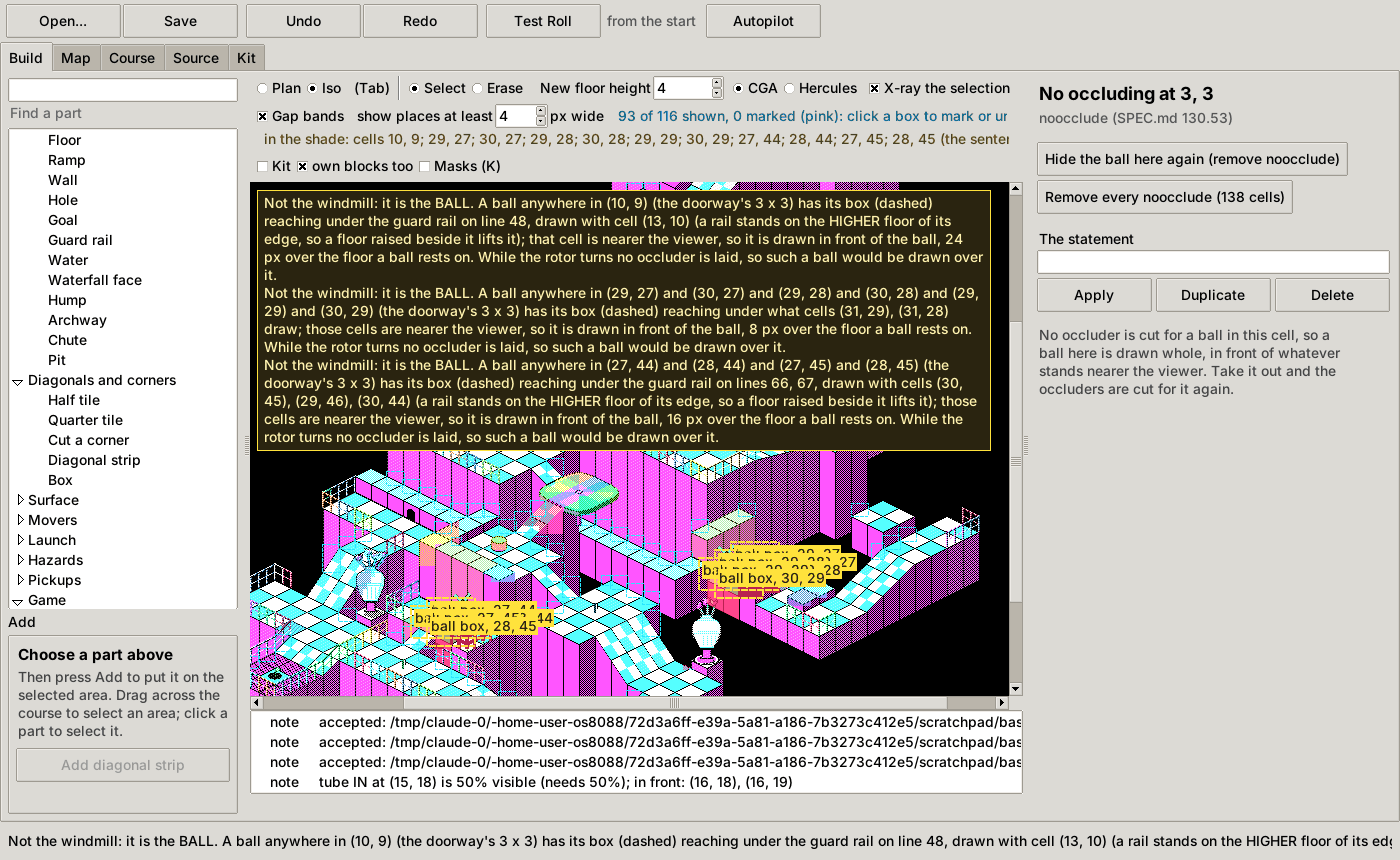 Open... Save Undo Redo Test Roll from the start Autopilot
Build Map Course Source Kit
Find a part
Floor
Ramp
Wall
Hole
Goal
Guard rail
Water
Waterfall face
Hump
Archway
Chute
Pit
Diagonals and corners
Half tile
Quarter tile
Cut a corner
Diagonal strip
Box
Surface
Movers
Launch
Hazards
Pickups
Game
Add
Choose a part above
Then press Add to put it on the
selected area. Drag across the
course to select an area; click a
part to select it.
Add diagonal strip
Plan Iso (Tab) Select Erase New floor height 4 CGA Hercules X-ray the selection
Gap bands show places at least 4 px wide 93 of 116 shown, 0 marked (pink): click a box to mark or ur
in the shade: cells 10, 9; 29, 27; 30, 27; 29, 28; 30, 28; 29, 29; 30, 29; 27, 44; 28, 44; 27, 45; 28, 45 (the senter
Kit own blocks too Masks (K)
Not the windmill: it is the BALL. A ball anywhere in (10, 9) (the doorway's 3 x 3) has its box (dashed)
reaching under the guard rail on line 48, drawn with cell (13, 10) (a rail stands on the HIGHER floor of its
edge, so a floor raised beside it lifts it); that cell is nearer the viewer, so it is drawn in front of the ball, 24
px over the floor a ball rests on. While the rotor turns no occluder is laid, so such a ball would be drawn over
it.
Not the windmill: it is the BALL. A ball anywhere in (29, 27) and (30, 27) and (29, 28) and (30, 28) and (29,
29) and (30, 29) (the doorway's 3 x 3) has its box (dashed) reaching under what cells (31, 29), (31, 28)
draw; those cells are nearer the viewer, so it is drawn in front of the ball, 8 px over the floor a ball rests on.
While the rotor turns no occluder is laid, so such a ball would be drawn over it.
Not the windmill: it is the BALL. A ball anywhere in (27, 44) and (28, 44) and (27, 45) and (28, 45) (the
doorway's 3 x 3) has its box (dashed) reaching under the guard rail on lines 66, 67, drawn with cells (30,
45), (29, 46), (30, 44) (a rail stands on the HIGHER floor of its edge, so a floor raised beside it lifts it); those
cells are nearer the viewer, so it is drawn in front of the ball, 16 px over the floor a ball rests on. While the
rotor turns no occluder is laid, so such a ball would be drawn over it.
ball box, 30, 29
ball box, 28, 45
note accepted: /tmp/claude-0/-home-user-os8088/72d3a6ff-e39a-5a81-a186-7b3273c412e5/scratchpad/bas
note accepted: /tmp/claude-0/-home-user-os8088/72d3a6ff-e39a-5a81-a186-7b3273c412e5/scratchpad/bas
note accepted: /tmp/claude-0/-home-user-os8088/72d3a6ff-e39a-5a81-a186-7b3273c412e5/scratchpad/bas
note tube IN at (15, 18) is 50% visible (needs 50%); in front: (16, 18), (16, 19)
No occluding at 3, 3
noocclude (SPEC.md 130.53)
Hide the ball here again (remove noocclude)
Remove every noocclude (138 cells)
The statement
Apply Duplicate Delete
No occluder is cut for a ball in this cell, so a
ball here is drawn whole, in front of whatever
stands nearer the viewer. Take it out and the
occluders are cut for it again.
Not the windmill: it is the BALL. A ball anywhere in (10, 9) (the doorway's 3 x 3) has its box (dashed) reaching under the guard rail on line 48, drawn with cell (13, 10) (a rail stands on the HIGHER floor of its edg